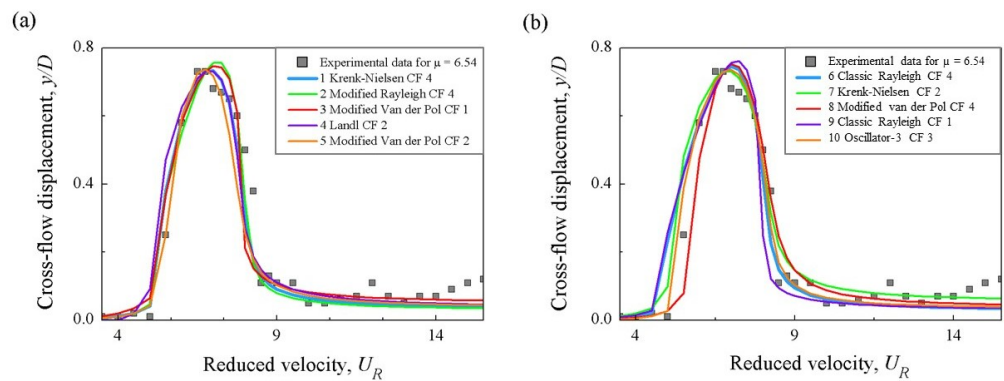 (a)
0.8
0.4
0.0
4
9
14
Cross-flow displacement, y/D
Reduced velocity, U_R
Experimental data for μ = 6.54
1 Krenk-Nielsen CF 4
2 Modified Rayleigh CF 4
3 Modified Van der Pol CF 1
4 Landl CF 2
5 Modified Van der Pol CF 2
(b)
0.8
0.4
0.0
4
9
14
Cross-flow displacement, y/D
Reduced velocity, U_R
Experimental data for μ = 6.54
6 Classic Rayleigh CF 4
7 Krenk-Nielsen CF 2
8 Modified van der Pol CF 4
9 Classic Rayleigh CF 1
10 Oscillator-3 CF 3